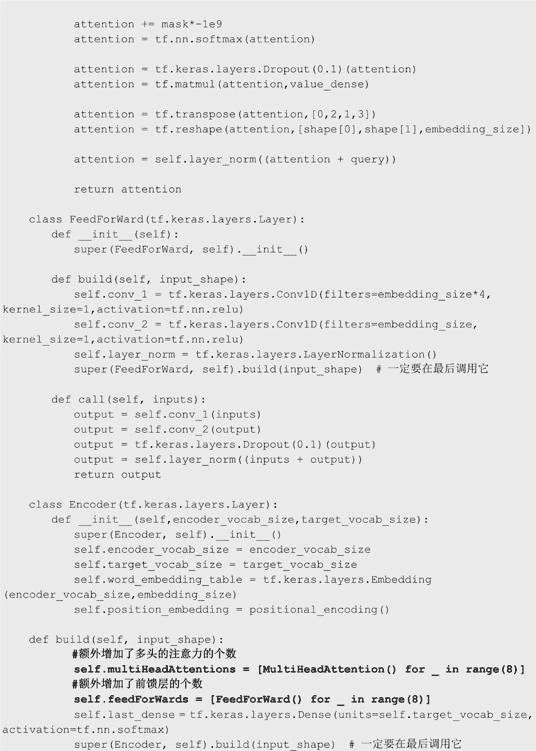 attention += mask*-1e9
attention = tf.nn.softmax(attention)
attention = tf.keras.layers.Dropout(0.1)(attention)
attention = tf.matmul(attention,value_dense)
attention = tf.transpose(attention,[0,2,1,3])
attention = tf.reshape(attention,[shape[0],shape[1],embedding_size])
attention = self.layer_norm((attention + query))
return attention
class FeedForWard(tf.keras.layers.Layer):
def __init__(self):
super(FeedForWard, self).__init__()
def build(self, input_shape):
self.conv_1 = tf.keras.layers.Conv1D(filters=embedding_size*4,
kernel_size=1,activation=tf.nn.relu)
self.conv_2 = tf.keras.layers.Conv1D(filters=embedding_size,
kernel_size=1,activation=tf.nn.relu)
self.layer_norm = tf.keras.layers.LayerNormalization()
super(FeedForWard, self).build(input_shape) # 一定要在最后调用它
def call(self, inputs):
output = self.conv_1(inputs)
output = self.conv_2(output)
output = tf.keras.layers.Dropout(0.1)(output)
output = self.layer_norm((inputs + output))
return output
class Encoder(tf.keras.layers.Layer):
def __init__(self,encoder_vocab_size,target_vocab_size):
super(Encoder, self).__init__()
self.encoder_vocab_size = encoder_vocab_size
self.target_vocab_size = target_vocab_size
self.word_embedding_table = tf.keras.layers.Embedding
(encoder_vocab_size,embedding_size)
self.position_embedding = positional_encoding()
def build(self, input_shape):
#额外增加了多头的注意力的个数
self.multiHeadAttentions = [MultiHeadAttention() for _ in range(8)]
#额外增加了前馈层的个数
self.feedForWards = [FeedForWard() for _ in range(8)]
self.last_dense = tf.keras.layers.Dense(units=self.target_vocab_size,
activation=tf.nn.softmax)
super(Encoder, self).build(input_shape) # 一定要在最后调用它